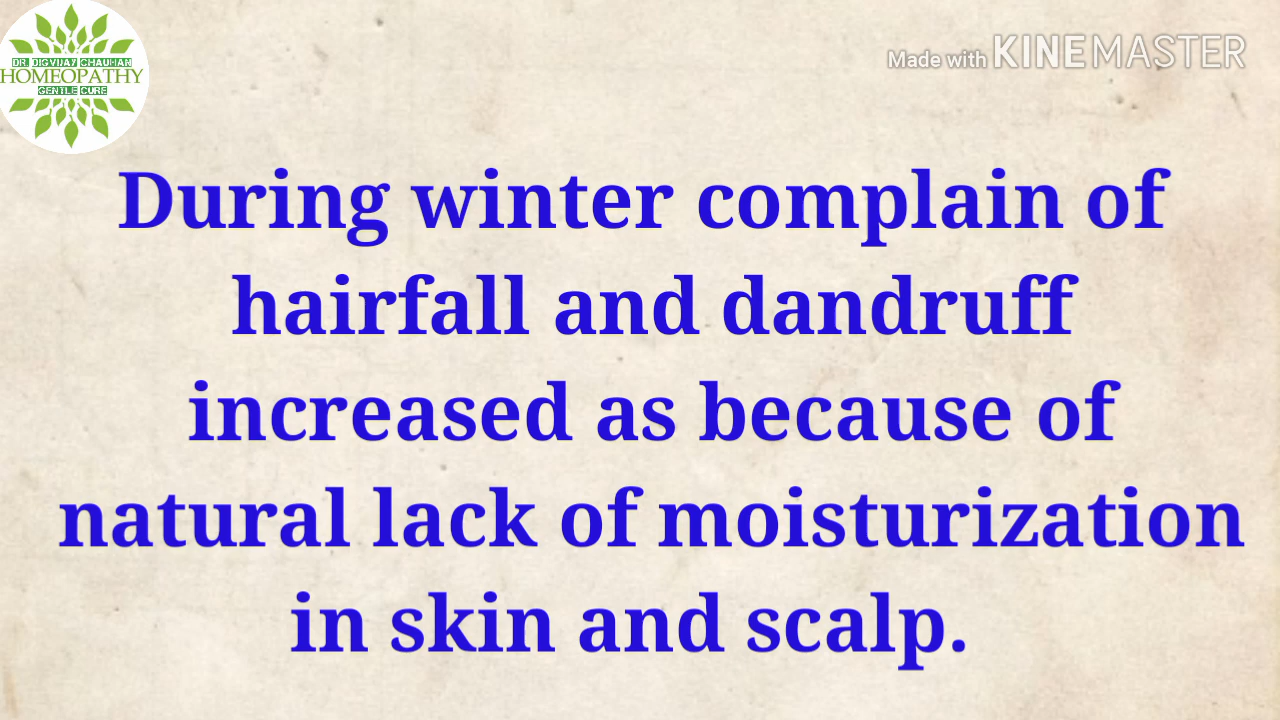 DR DIGVIJAY CHAUHAN
HOMEOPATHY
GENTLE CURE
Made with KINEMASTER
During winter complain of
hairfall and dandruff
increased as because of
natural lack of moisturization
in skin and scalp.